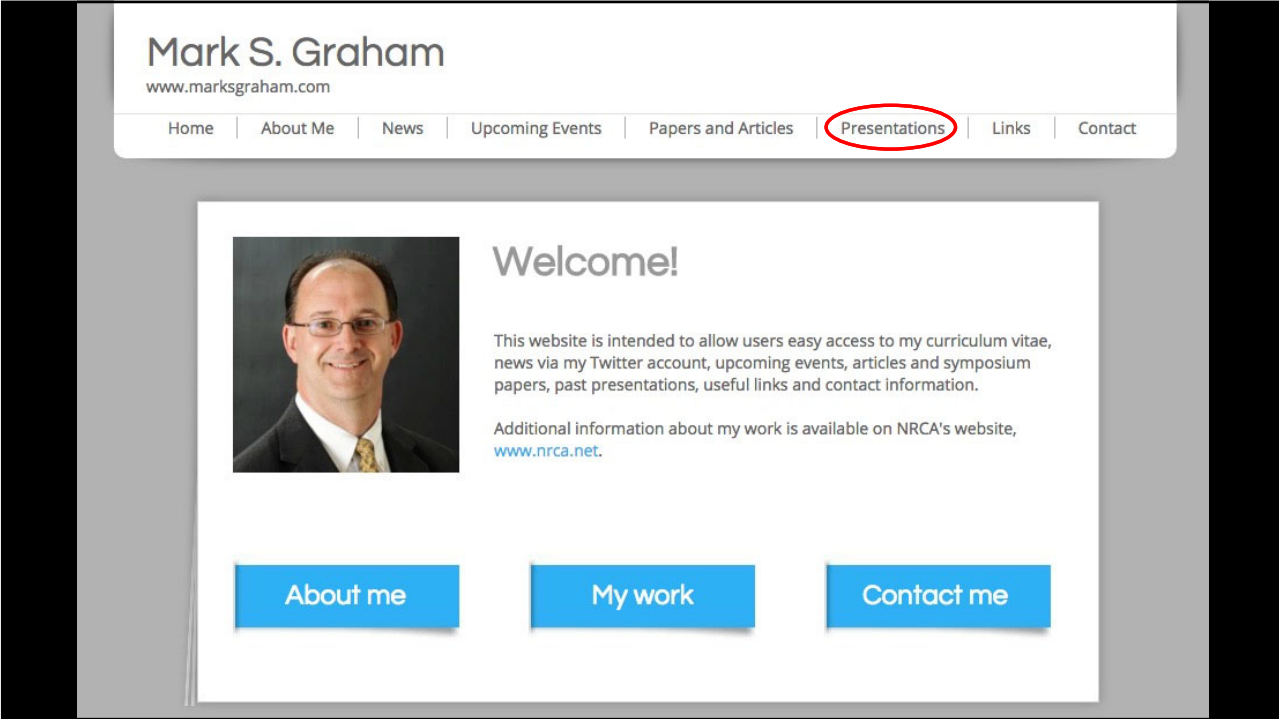 Mark S. Graham
www.marksgraham.com
Home About Me News Upcoming Events Papers and Articles Presentations Links Contact
Welcome!
This website is intended to allow users easy access to my curriculum vitae,
news via my Twitter account, upcoming events, articles and symposium
papers, past presentations, useful links and contact information.
Additional information about my work is available on NRCA's website,
www.nrca.net.
About me My work Contact me